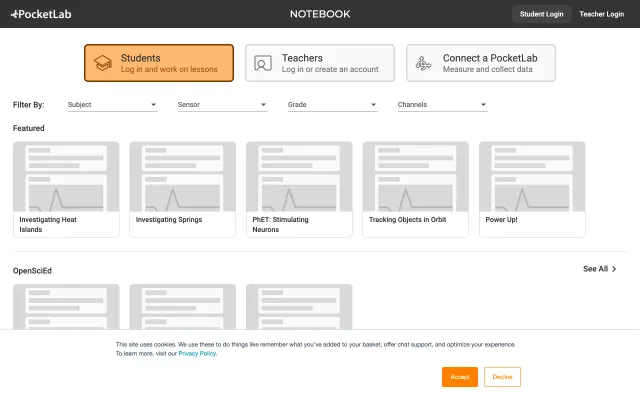 PocketLab
NOTEBOOK
Student Login
Teacher Login
Students
Log in and work on lessons
Teachers
Log in or create an account
Connect a PocketLab
Measure and collect data
Filter By:
Subject
Sensor
Grade
Channels
Featured
Investigating Heat
Islands
Investigating Springs
PhET: Stimulating
Neurons
Tracking Objects in Orbit
Power Up!
OpenSciEd
See All
This site uses cookies. We use these to do things like remember what you've added to your basket, offer chat support, and optimize your experience.
To learn more, visit our Privacy Policy.
Accept
Decline